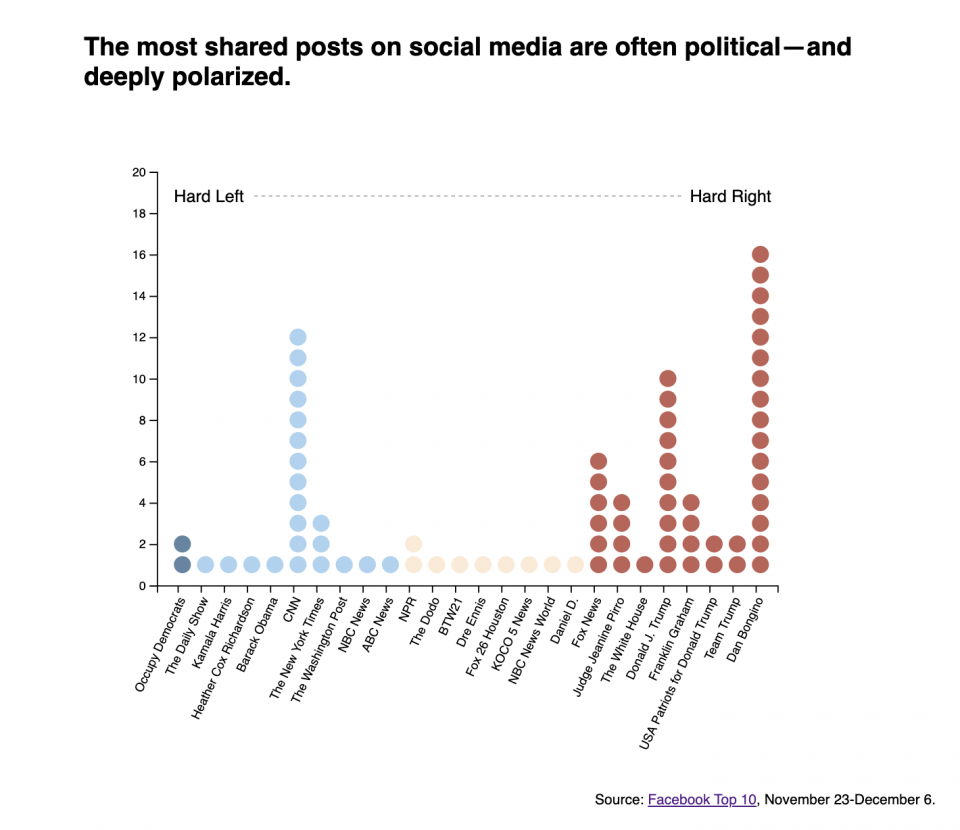 The most shared posts on social media are often political—and
deeply polarized.
20
Hard Left
Hard Right
18
16
14
12
10
8
6
4
2
0
Occupy Democrats
The Daily Show
Kamala Harris
Heather Cox Richardson
Barack Obama
CNN
The New York Times
The Washington Post
NBC News
ABC News
NPR
The Dodo
BTW21
Dre Ennis
Fox 26 Houston
KOCO 5 News
NBC News World
Daniel D.
Fox News
Judge Jeanine Pirro
The White House
Donald J. Trump
Franklin Graham
USA Patriots for Donald Trump
Team Trump
Dan Bongino
Source: Facebook Top 10, November 23-December 6.